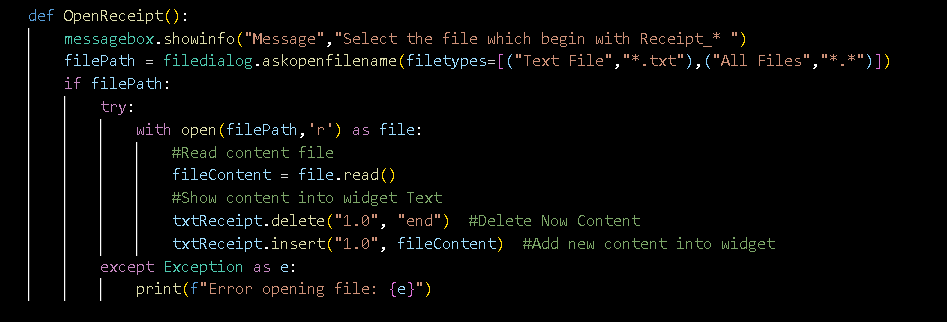 def OpenReceipt():
messagebox.showinfo("Message","Select the file which begin with Receipt_* ")
filePath = filedialog.askopenfilename(filetypes=[("Text File","*.txt"),("All Files","*.*")])
if filePath:
try:
with open(filePath,'r') as file:
#Read content file
fileContent = file.read()
#Show content into widget Text
txtReceipt.delete("1.0", "end")  #Delete Now Content
txtReceipt.insert("1.0", fileContent)  #Add new content into widget
except Exception as e:
print(f"Error opening file: {e}")